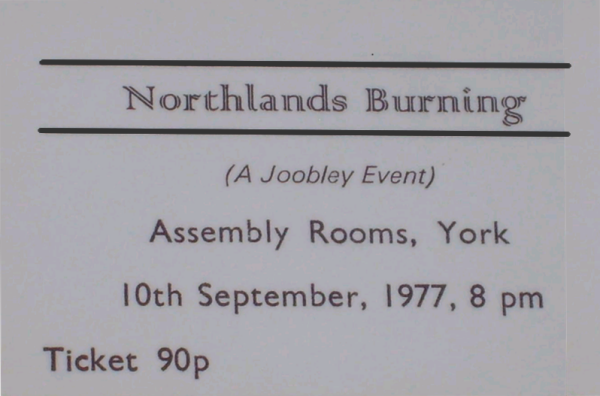 Northlands Burning
(A Joobley Event)
Assembly Rooms, York
10th September, 1977, 8 pm
Ticket 90p